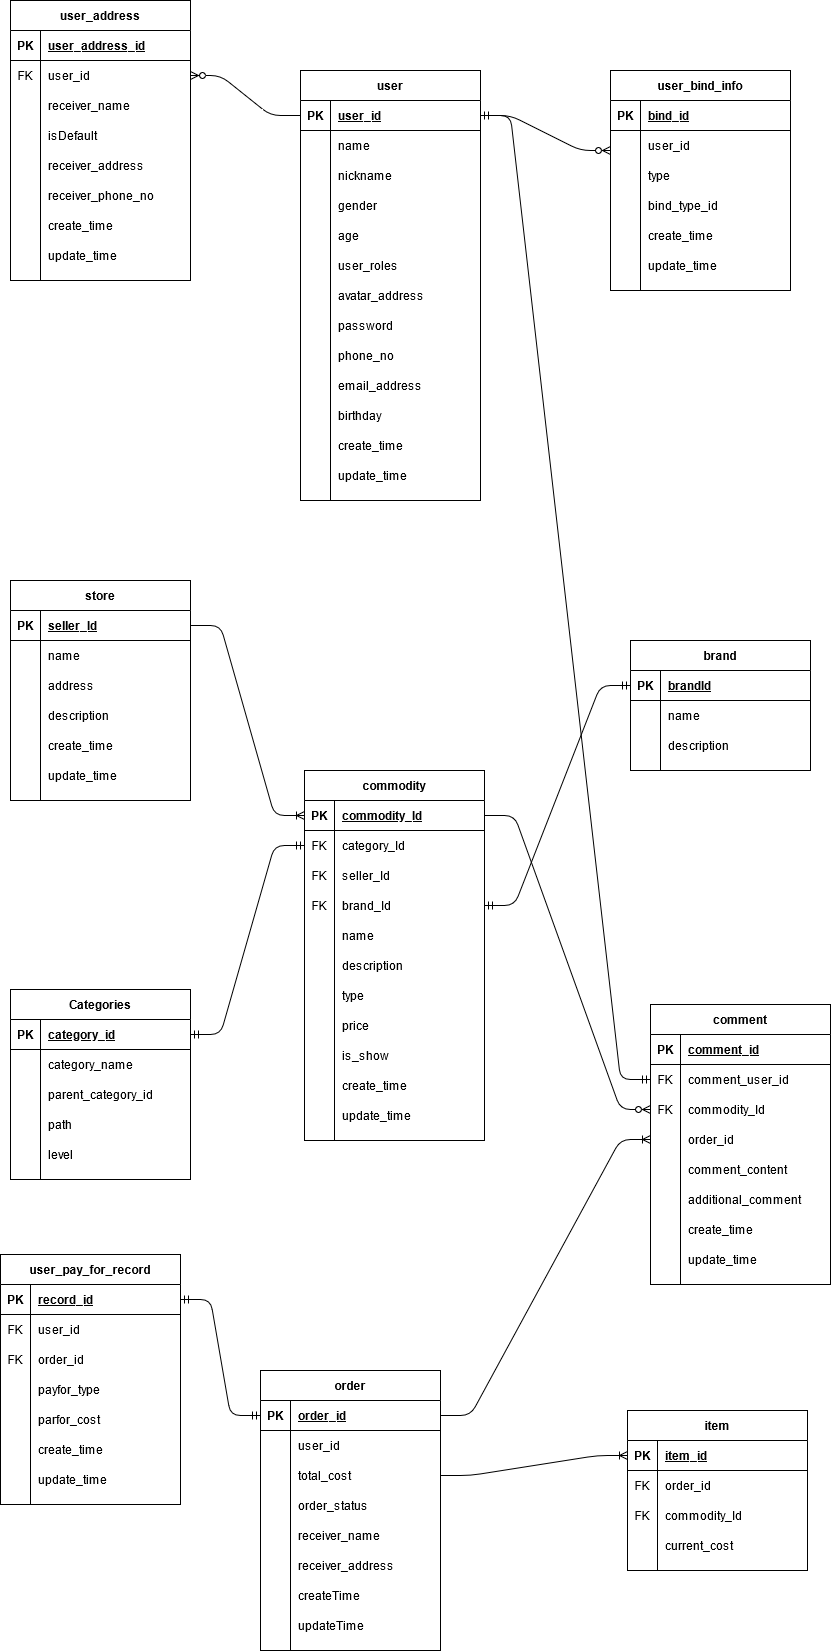 user_address
PK user_address_id
FK user_id
receiver_name
isDefault
receiver_address
receiver_phone_no
create_time
update_time
user
PK user_id
name
nickname
gender
age
user_roles
avatar_address
password
phone_no
email_address
birthday
create_time
update_time
user_bind_info
PK bind_id
user_id
type
bind_type_id
create_time
update_time
store
PK seller_Id
name
address
description
create_time
update_time
brand
PK brandId
name
description
commodity
PK commodity_Id
FK category_Id
FK seller_Id
FK brand_Id
name
description
type
price
is_show
create_time
update_time
Categories
PK category_id
category_name
parent_category_id
path
level
comment
PK comment_id
FK comment_user_id
FK commodity_Id
order_id
comment_content
additional_comment
create_time
update_time
user_pay_for_record
PK record_id
FK user_id
FK order_id
payfor_type
parfor_cost
create_time
update_time
order
PK order_id
user_id
total_cost
order_status
receiver_name
receiver_address
createTime
updateTime
item
PK item_id
FK order_id
FK commodity_Id
current_cost